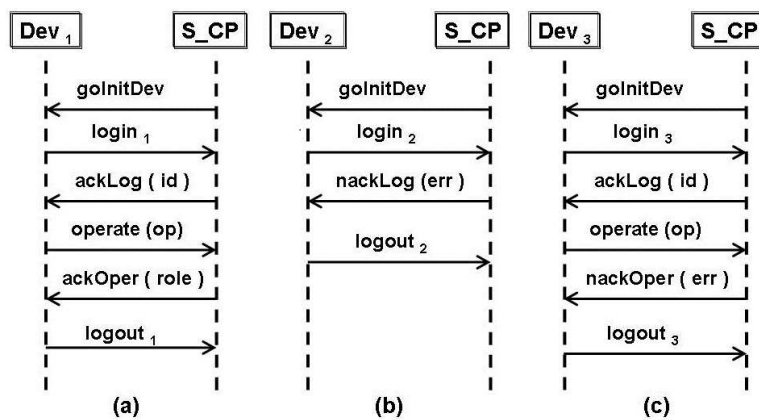 Dev 1 S_CP
goInitDev
login 1
ackLog ( id )
operate (op)
ackOper ( role )
logout 1
(a)
Dev 2 S_CP
goInitDev
login 2
nackLog (err )
logout 2
(b)
Dev 3 S_CP
goInitDev
login 3
ackLog ( id )
operate (op)
nackOper ( err )
logout 3
(c)